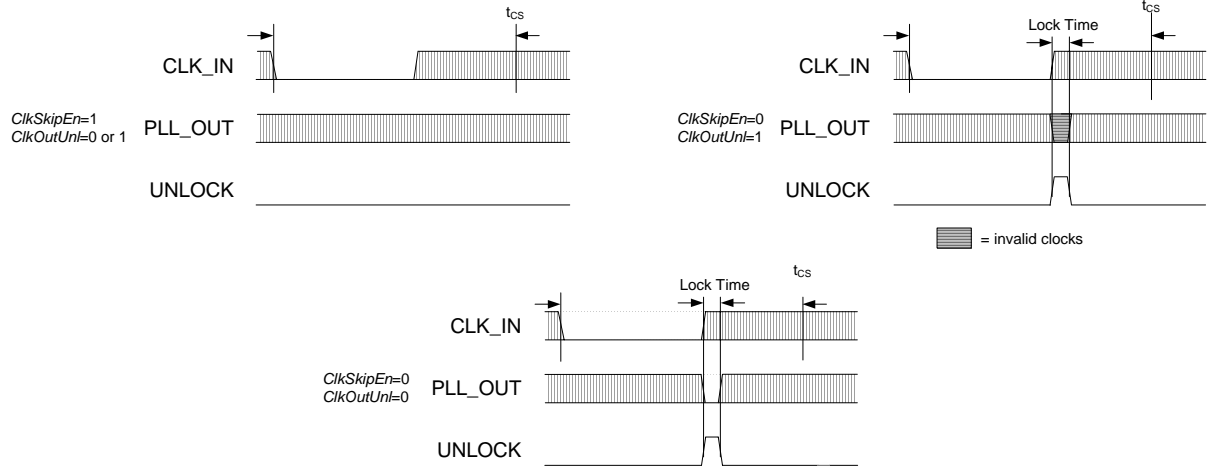 tCS
CLK_IN
ClkSkipEn=1
ClkOutUnl=0 or 1
PLL_OUT
UNLOCK
tCS
Lock Time
CLK_IN
ClkSkipEn=0
ClkOutUnl=1
PLL_OUT
UNLOCK
= invalid clocks
tCS
Lock Time
CLK_IN
ClkSkipEn=0
ClkOutUnl=0
PLL_OUT
UNLOCK